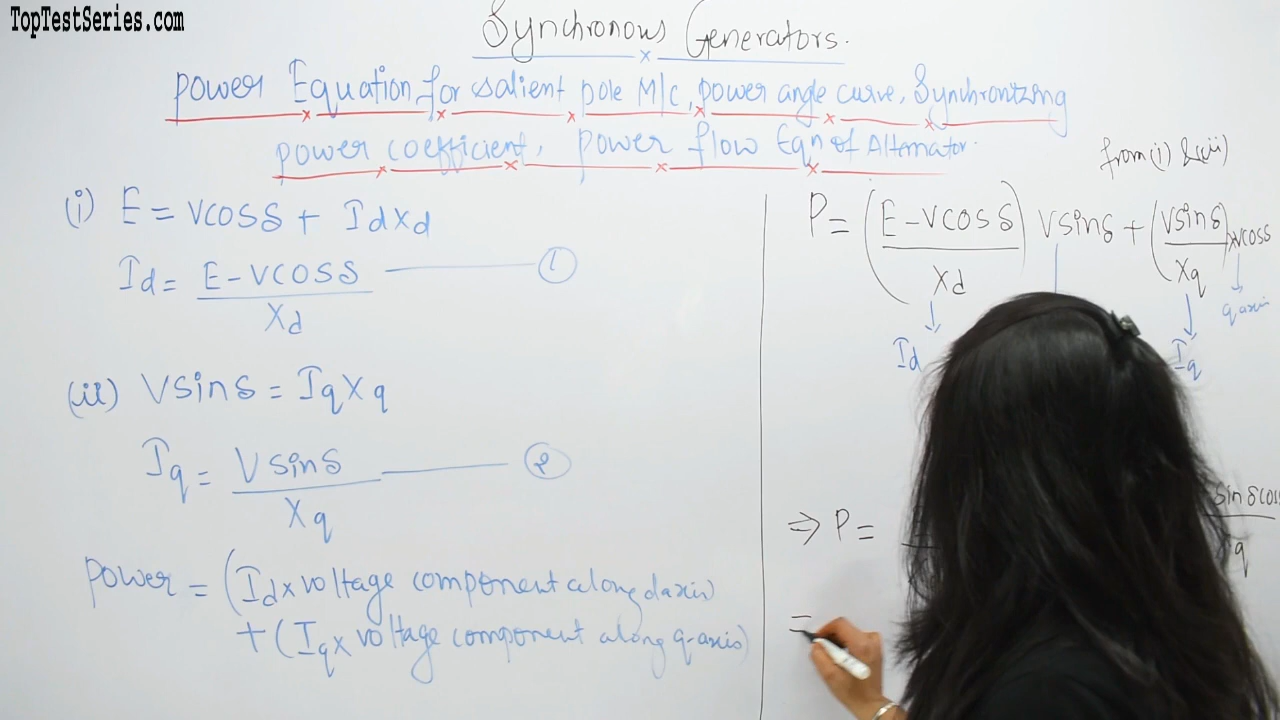 TopTestSeries.com
Synchronous Generators.
Power Equation for salient pole M/c, power angle curve, Synchronizing
power coefficient, power flow Eqn of Alternator.
(i) E = VCOSδ + IdXd
Id = E - VCOSδ / Xd — 1
(ii) VSinδ = IqXq
Iq = VSinδ / Xq — 2
Power = (Id x voltage component along d axis)
+ (Iq x voltage component along q-axis)
from (i) & (ii)
P = (E - VCOSδ / Xd) VSinδ + (VSinδ / Xq) x VCOSδ
q axis
Id
Iq
⇒ P =
=